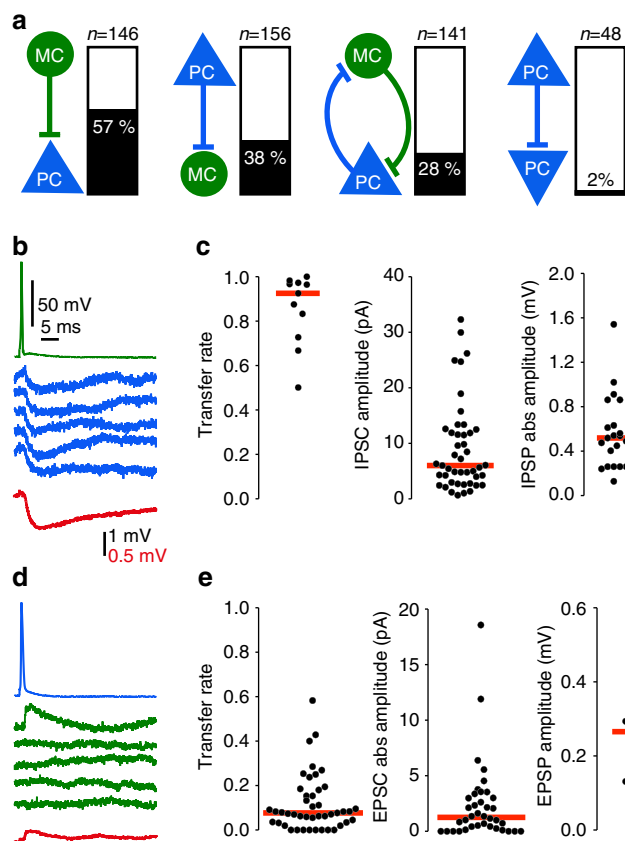 a
n=146
n=156
n=141
n=48
MC
PC
57 %
PC
MC
38 %
MC
PC
28 %
PC
PC
2%
b
50 mV
5 ms
1 mV
0.5 mV
c
Transfer rate
1.0
0.8
0.6
0.4
0.2
0.0
IPSC amplitude (pA)
40
30
20
10
0
IPSP abs amplitude (mV)
2.0
1.6
1.2
0.8
0.4
0.0
d
e
Transfer rate
1.0
0.8
0.6
0.4
0.2
0.0
EPSC abs amplitude (pA)
20
15
10
5
0
EPSP amplitude (mV)
0.6
0.4
0.2
0.0